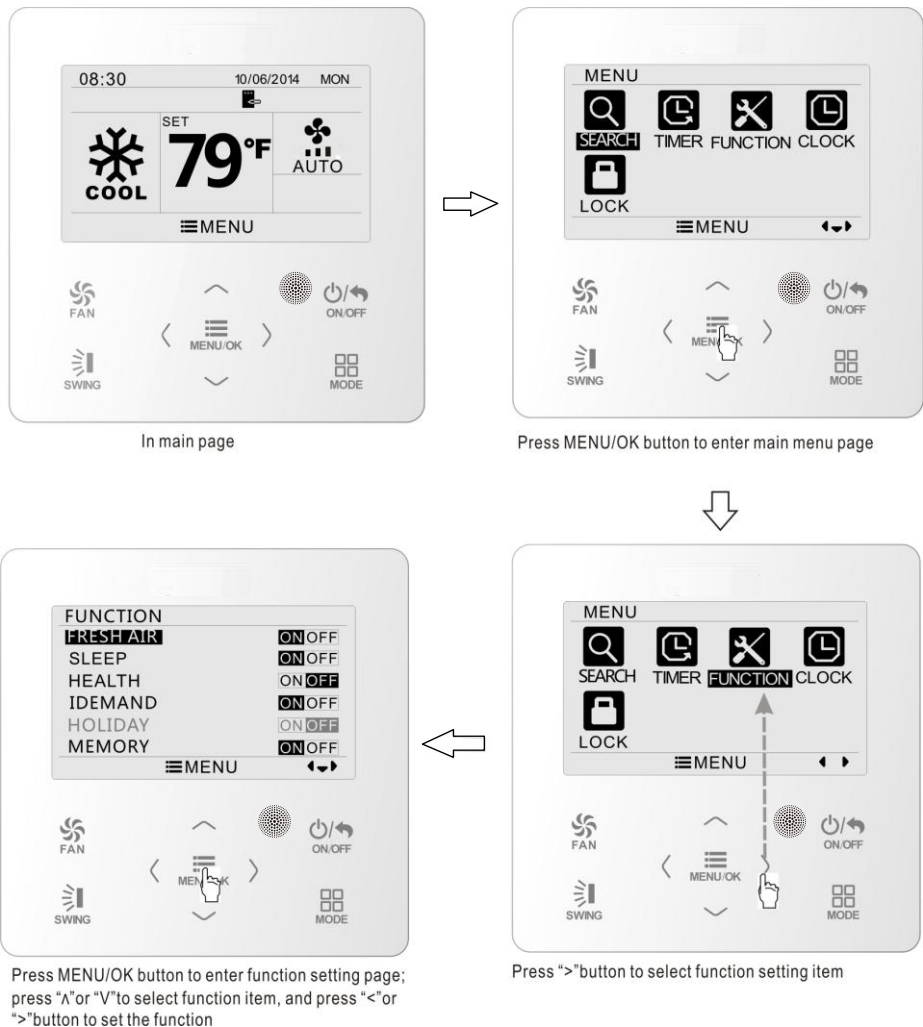 08:30 10/06/2014 MON
SET
79°F
COOL
AUTO
MENU
FAN
MENU/OK
ON/OFF
SWING
MODE
In main page
MENU
SEARCH TIMER FUNCTION CLOCK
LOCK
MENU
FAN
ON/OFF
SWING
MODE
Press MENU/OK button to enter main menu page
MENU
SEARCH TIMER FUNCTION CLOCK
LOCK
MENU
FAN
MENU/OK
ON/OFF
SWING
MODE
Press “>”button to select function setting item
FUNCTION
FRESH AIR ON OFF
SLEEP ON OFF
HEALTH ON OFF
IDEMAND ON OFF
HOLIDAY ON OFF
MEMORY ON OFF
MENU
FAN
ON/OFF
SWING
MODE
Press MENU/OK button to enter function setting page;
press “∧”or “V”to select function item, and press “<”or
“>”button to set the function